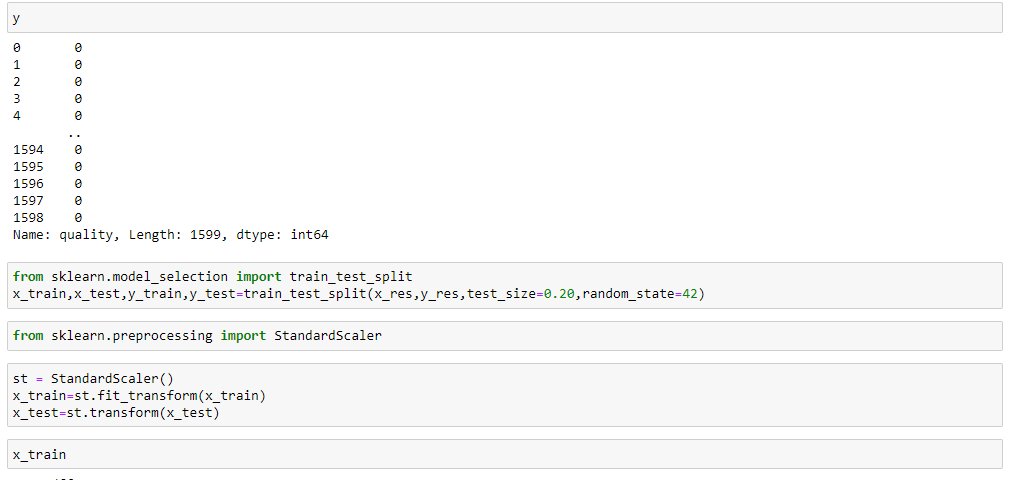 y
0 0
1 0
2 0
3 0
4 0
..
1594 0
1595 0
1596 0
1597 0
1598 0
Name: quality, Length: 1599, dtype: int64
from sklearn.model_selection import train_test_split
x_train,x_test,y_train,y_test=train_test_split(x_res,y_res,test_size=0.20,random_state=42)
from sklearn.preprocessing import StandardScaler
st = StandardScaler()
x_train=st.fit_transform(x_train)
x_test=st.transform(x_test)
x_train